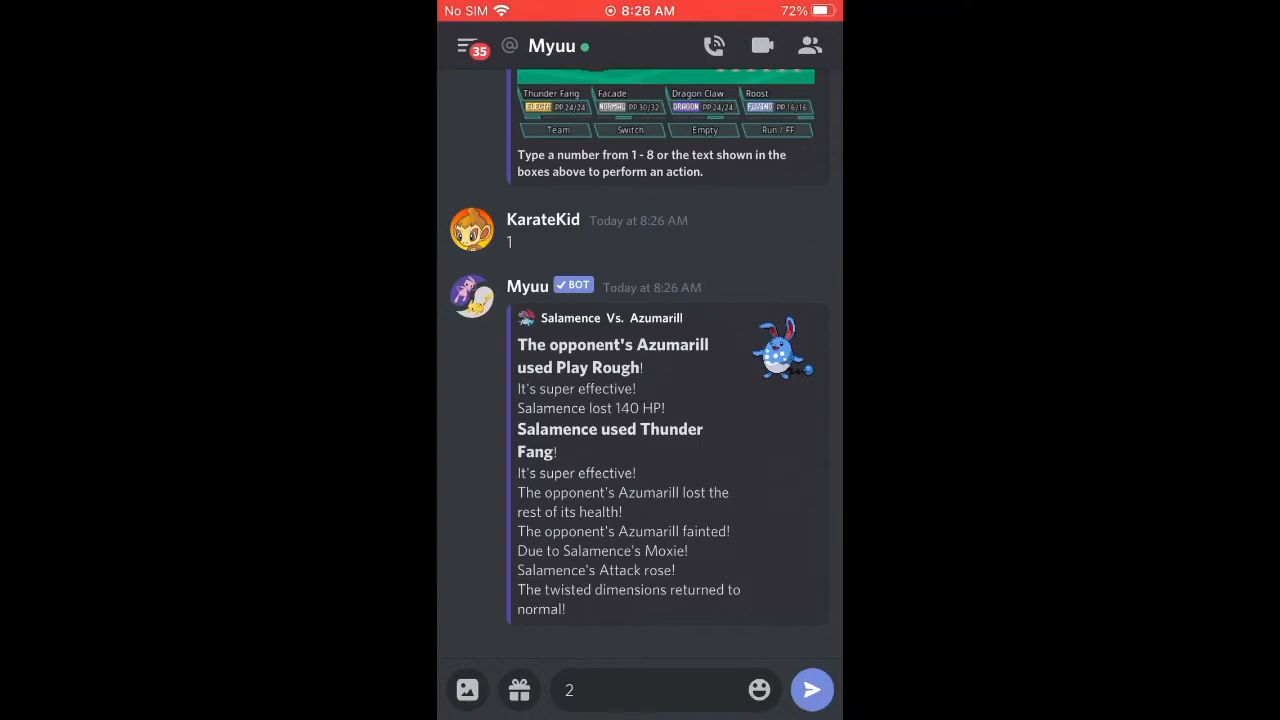 No SIM 8:26 AM 72%
35 @ Myuu
Thunder Fang Facade Dragon Claw Roost
ELECTR PP 24/24 NORMAL PP 30/32 DRAGON PP 24/24 FLYING PP 16/16
Team Switch Empty Run / FF
Type a number from 1 - 8 or the text shown in the
boxes above to perform an action.
KarateKid Today at 8:26 AM
1
Myuu BOT Today at 8:26 AM
Salamence Vs. Azumarill
The opponent's Azumarill
used Play Rough!
It's super effective!
Salamence lost 140 HP!
Salamence used Thunder
Fang!
It's super effective!
The opponent's Azumarill lost the
rest of its health!
The opponent's Azumarill fainted!
Due to Salamence's Moxie!
Salamence's Attack rose!
The twisted dimensions returned to
normal!
2